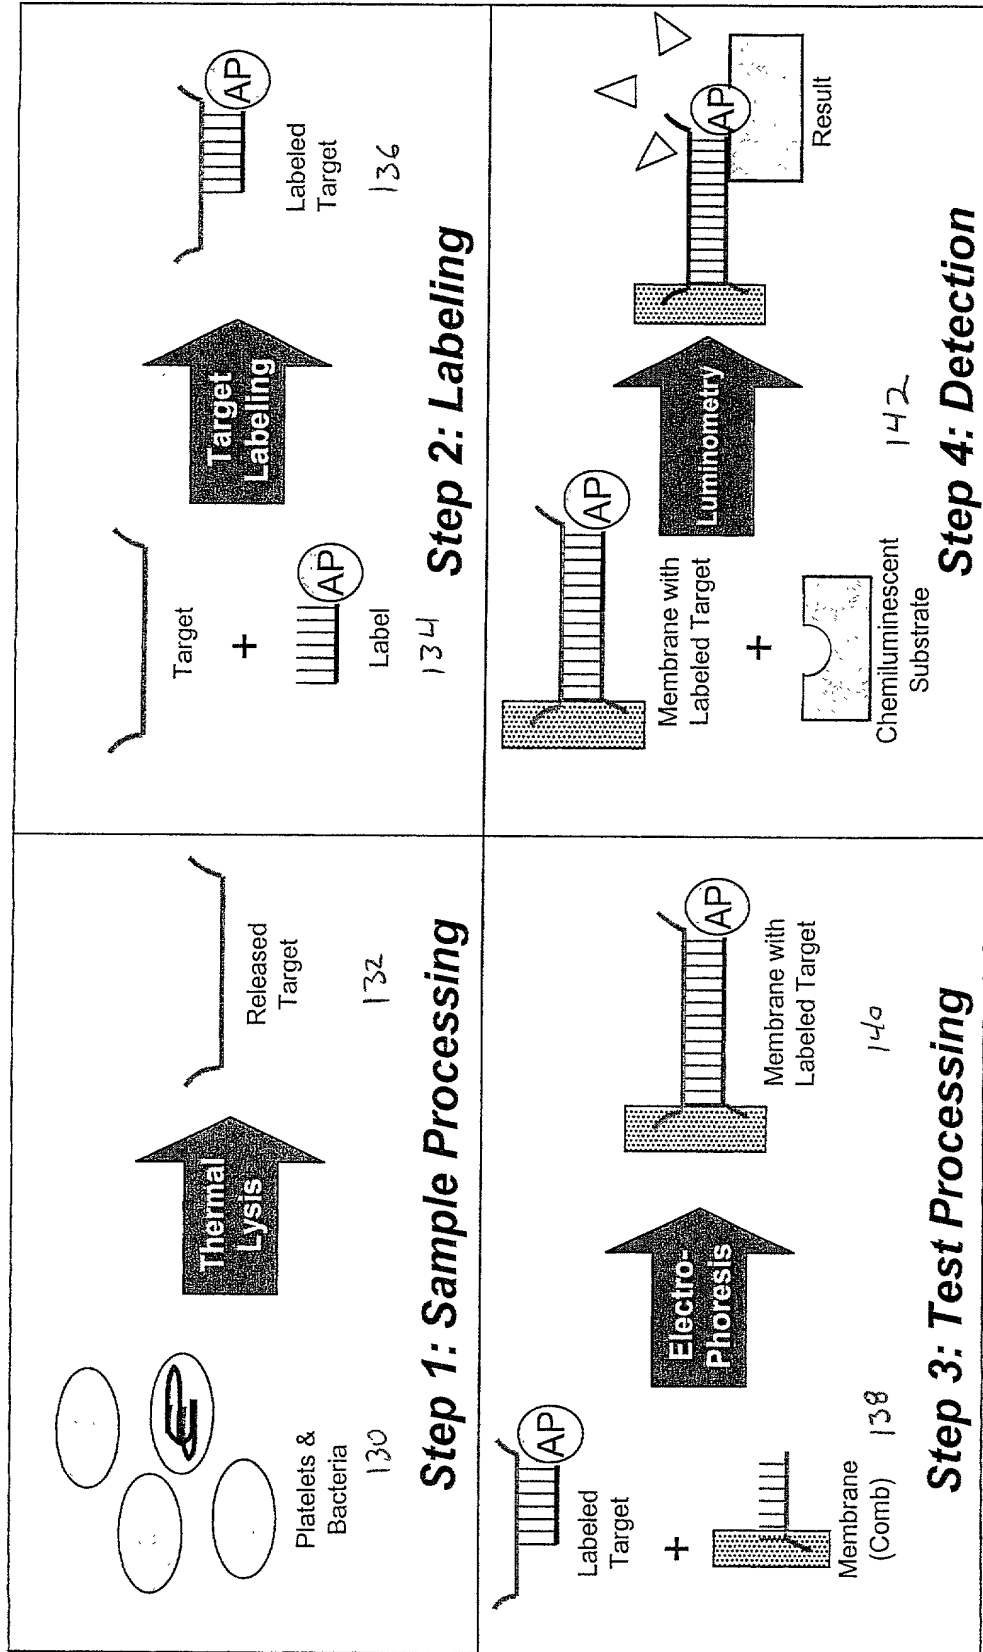 Platelets &
Bacteria
130
Thermal
Lysis
Released
Target
132
Step 1: Sample Processing
Target
+
Label
134
AP
Target
Labeling
AP
Labeled
Target
136
Step 2: Labeling
AP
Labeled
Target
+
Membrane
(Comb)
138
Electro-
Phoresis
AP
Membrane with
Labeled Target
140
Step 3: Test Processing
AP
Membrane with
Labeled Target
+
Chemiluminescent
Substrate
Luminometry
142
AP
Result
Step 4: Detection